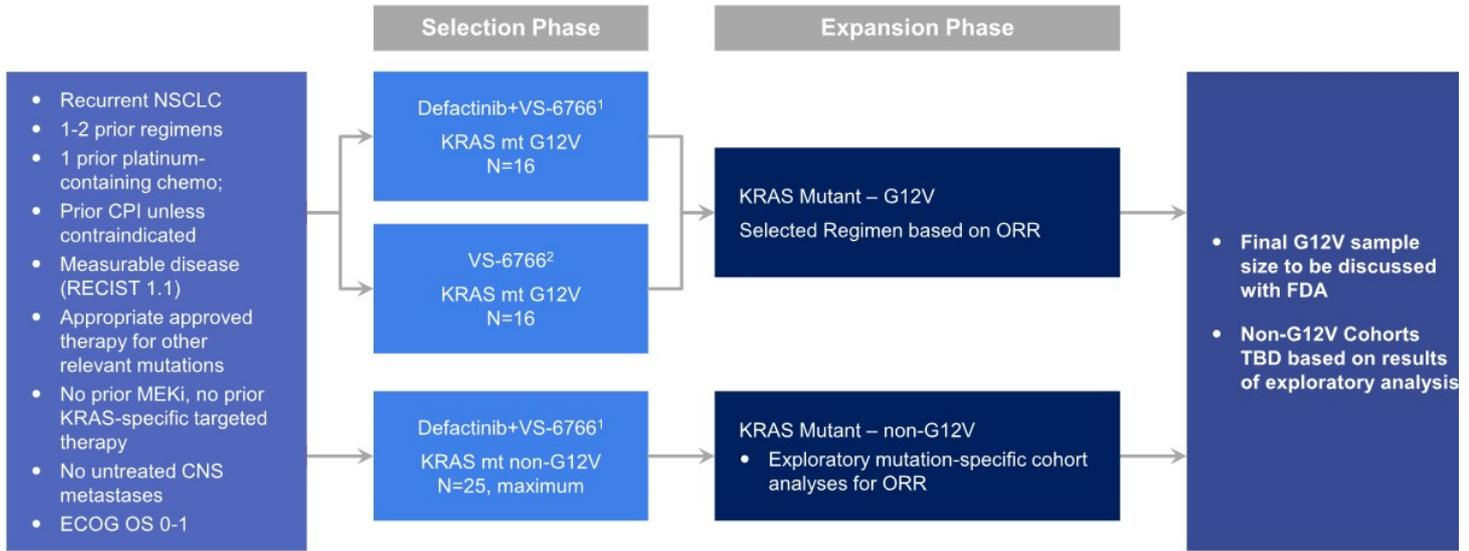 Selection Phase
Expansion Phase
• Recurrent NSCLC
• 1-2 prior regimens
• 1 prior platinum-
containing chemo;
• Prior CPI unless
contraindicated
• Measurable disease
(RECIST 1.1)
• Appropriate approved
therapy for other
relevant mutations
• No prior MEKi, no prior
KRAS-specific targeted
therapy
• No untreated CNS
metastases
• ECOG OS 0-1
Defactinib+VS-6766¹
KRAS mt G12V
N=16
VS-6766²
KRAS mt G12V
N=16
Defactinib+VS-6766¹
KRAS mt non-G12V
N=25, maximum
KRAS Mutant – G12V
Selected Regimen based on ORR
KRAS Mutant – non-G12V
• Exploratory mutation-specific cohort
analyses for ORR
• Final G12V sample
size to be discussed
with FDA
• Non-G12V Cohorts
TBD based on results
of exploratory analysis